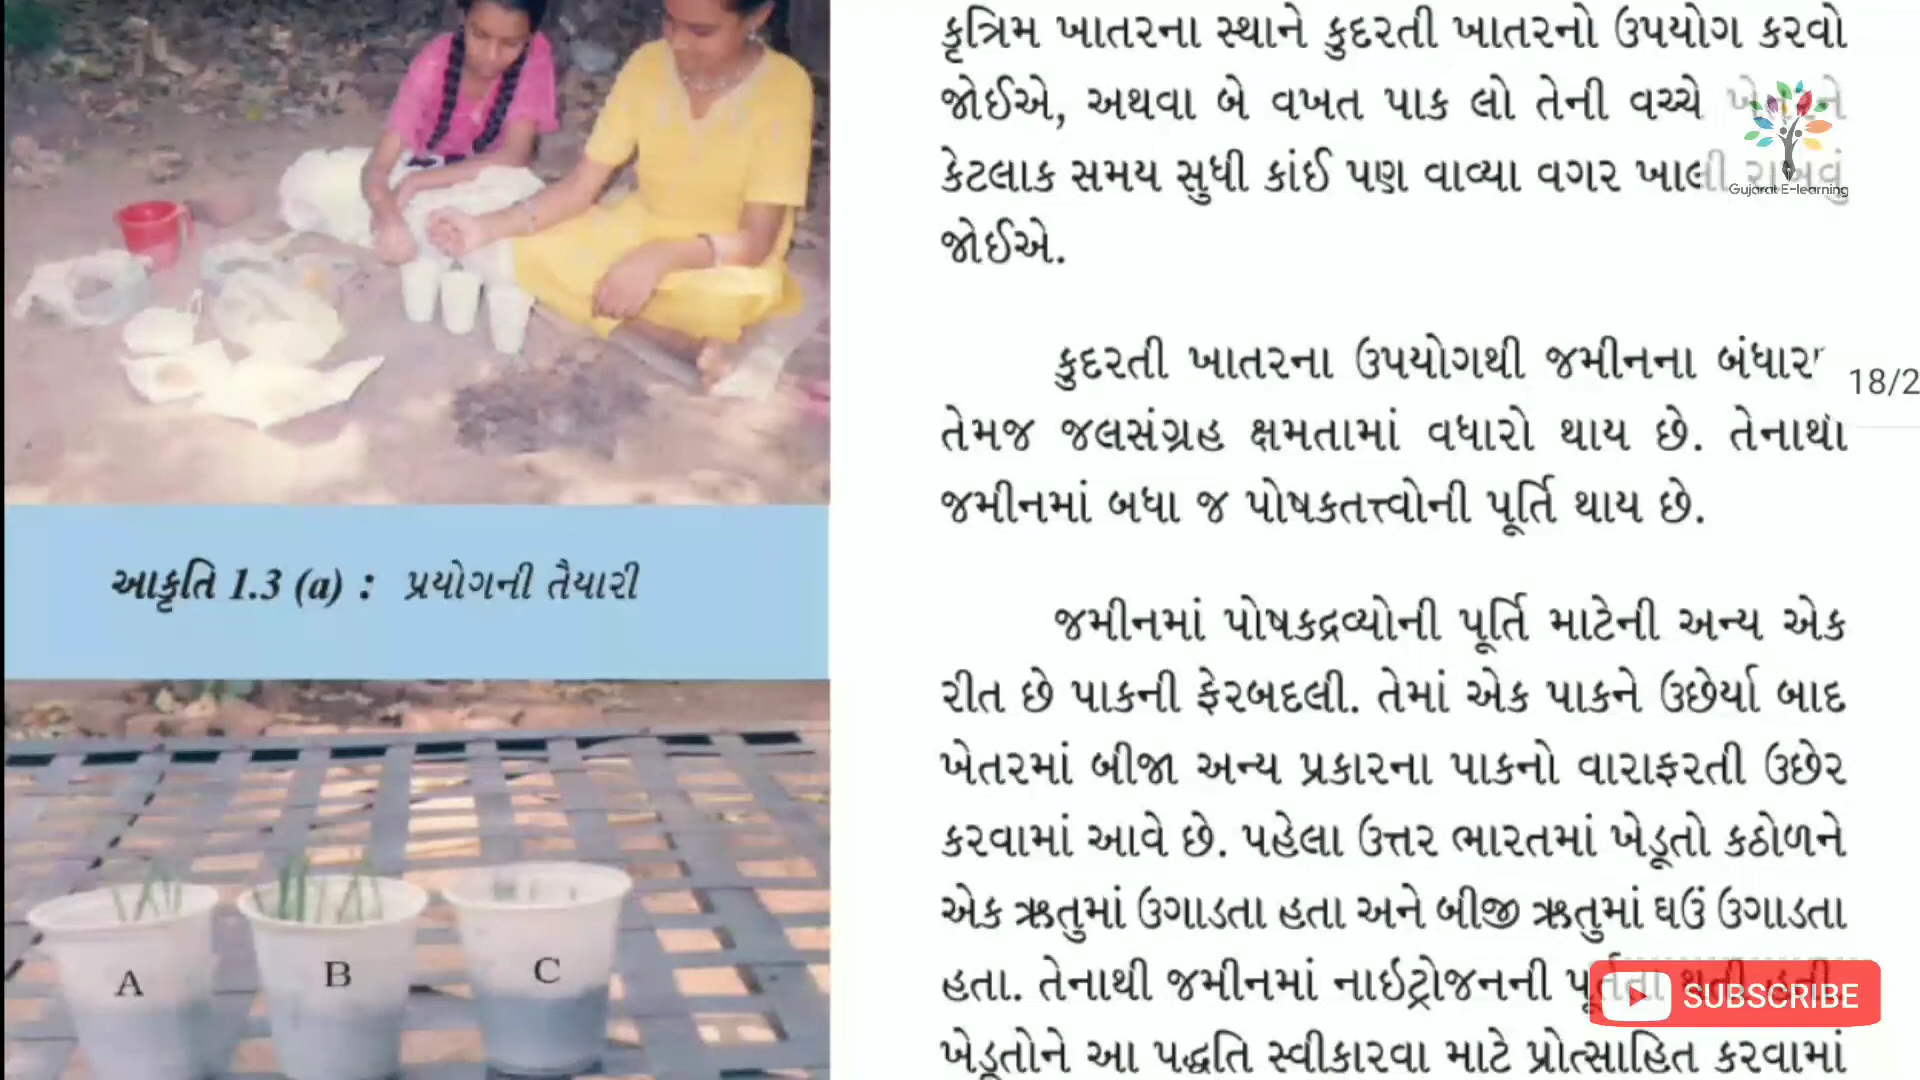 કૃત્રિમ ખાતરના સ્થાને કુદરતી ખાતરનો ઉપયોગ કરવો
જોઈએ, અથવા બે વખત પાક લો તેની વચ્ચે ખેતરને
કેટલાક સમય સુધી કાંઈ પણ વાવ્યા વગર ખાલી રાખવું
જોઈએ.
Gujarat E-learning
કુદરતી ખાતરના ઉપયોગથી જમીનના
18/2
તેમજ જલસંગ્રહ ક્ષમતામાં વધારો થાય છે. તેનાથી
જમીનમાં બધા જ પોષકતત્ત્વોની પૂર્તિ થાય છે.
જમીનમાં પોષકદ્રવ્યોની પૂર્તિ માટેની અન્ય એક
રીત છે પાકની ફેરબદલી. તેમાં એક પાકને ઉછેર્યા બાદ
ખેતરમાં બીજા અન્ય પ્રકારના પાકનો વારાફરતી ઉછેર
કરવામાં આવે છે. પહેલા ઉત્તર ભારતમાં ખેડૂતો કઠોળને
એક ઋતુમાં ઉગાડતા હતા અને બીજી ઋતુમાં ઘઉં ઉગાડતા
હતા. તેનાથી જમીનમાં નાઇટ્રોજનની
ખેડૂતોને આ પદ્ધતિ સ્વીકારવા માટે પ્રોત્સાહિત કરવામાં
SUBSCRIBE
આકૃતિ 1.3 (a) : પ્રયોગની તૈયારી
A
B
C